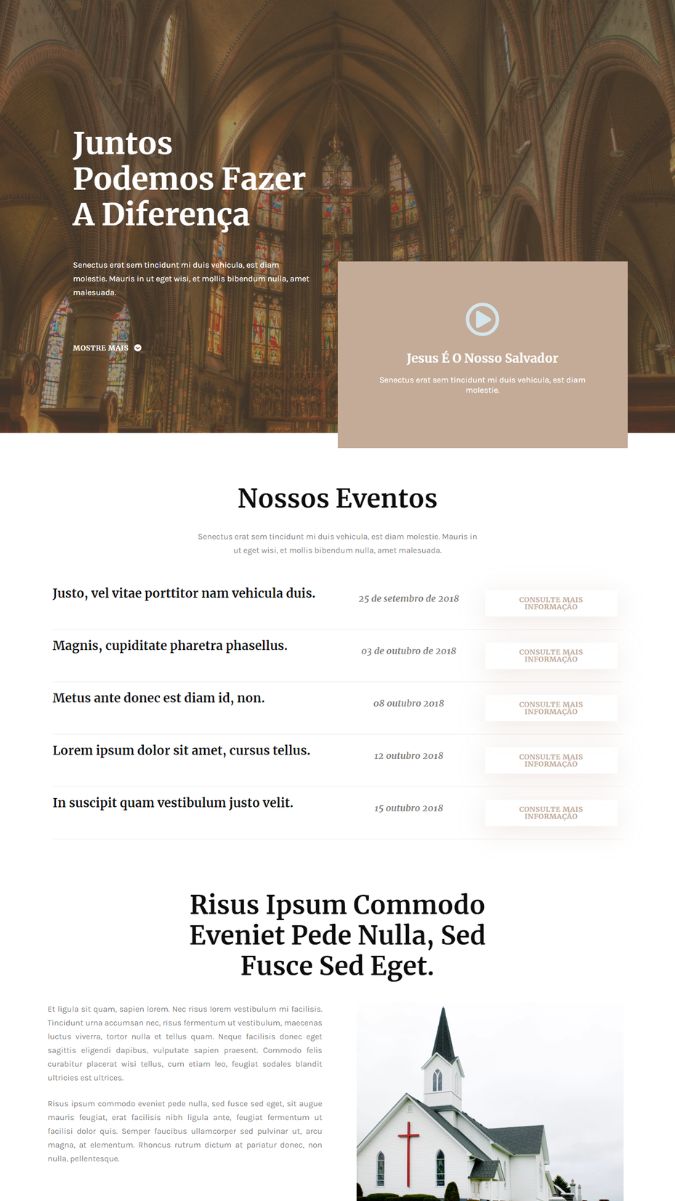 Juntos
Podemos Fazer
A Diferença
Senectus erat sem tincidunt mi duis vehicula, est diam
molestie. Mauris in ut eget wisi, et mollis bibendum nulla, amet
malesuada.
MOSTRE MAIS
Jesus É O Nosso Salvador
Senectus erat sem tincidunt mi duis vehicula, est diam
molestie.
Nossos Eventos
Senectus erat sem tincidunt mi duis vehicula, est diam molestie. Mauris in
ut eget wisi, et mollis bibendum nulla, amet malesuada.
Justo, vel vitae porttitor nam vehicula duis.
25 de setembro de 2018
CONSULTE MAIS
INFORMAÇÃO
Magnis, cupiditate pharetra phasellus.
03 de outubro de 2018
CONSULTE MAIS
INFORMAÇÃO
Metus ante donec est diam id, non.
08 outubro 2018
CONSULTE MAIS
INFORMAÇÃO
Lorem ipsum dolor sit amet, cursus tellus.
12 outubro 2018
CONSULTE MAIS
INFORMAÇÃO
In suscipit quam vestibulum justo velit.
15 outubro 2018
CONSULTE MAIS
INFORMAÇÃO
Risus Ipsum Commodo
Eveniet Pede Nulla, Sed
Fusce Sed Eget.
Et ligula sit quam, sapien lorem. Nec risus lorem vestibulum mi facilisis.
Tincidunt urna accumsan nec, risus fermentum ut vestibulum, maecenas
luctus viverra, tortor nulla et tellus quam. Neque facilisis donec eget
sagittis eligendi dapibus, vulputate sapien praesent. Commodo felis
curabitur placerat wisi tellus, cum etiam leo, feugiat sodales blandit
ultricies est ultrices.
Risus ipsum commodo eveniet pede nulla, sed fusce sed eget, sit augue
mauris feugiat, erat facilisis nibh ligula ante, feugiat fermentum ut
facilisi dolor quis. Semper faucibus ullamcorper sed pulvinar ut, arcu
magna, at elementum. Rhoncus rutrum dictum at pariatur donec, non
nulla, pellentesque.